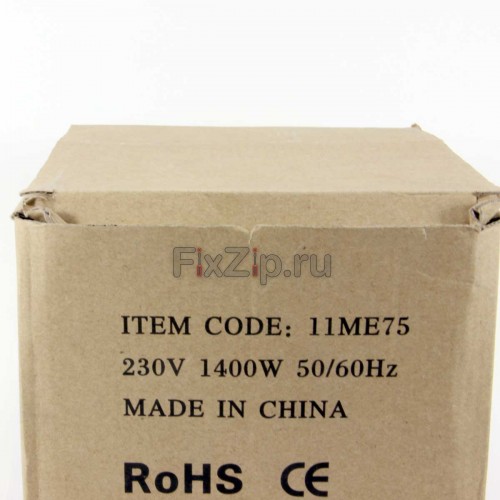 FixZip.ru
ITEM CODE: 11ME75
230V 1400W 50/60Hz
MADE IN CHINA
RoHS CE